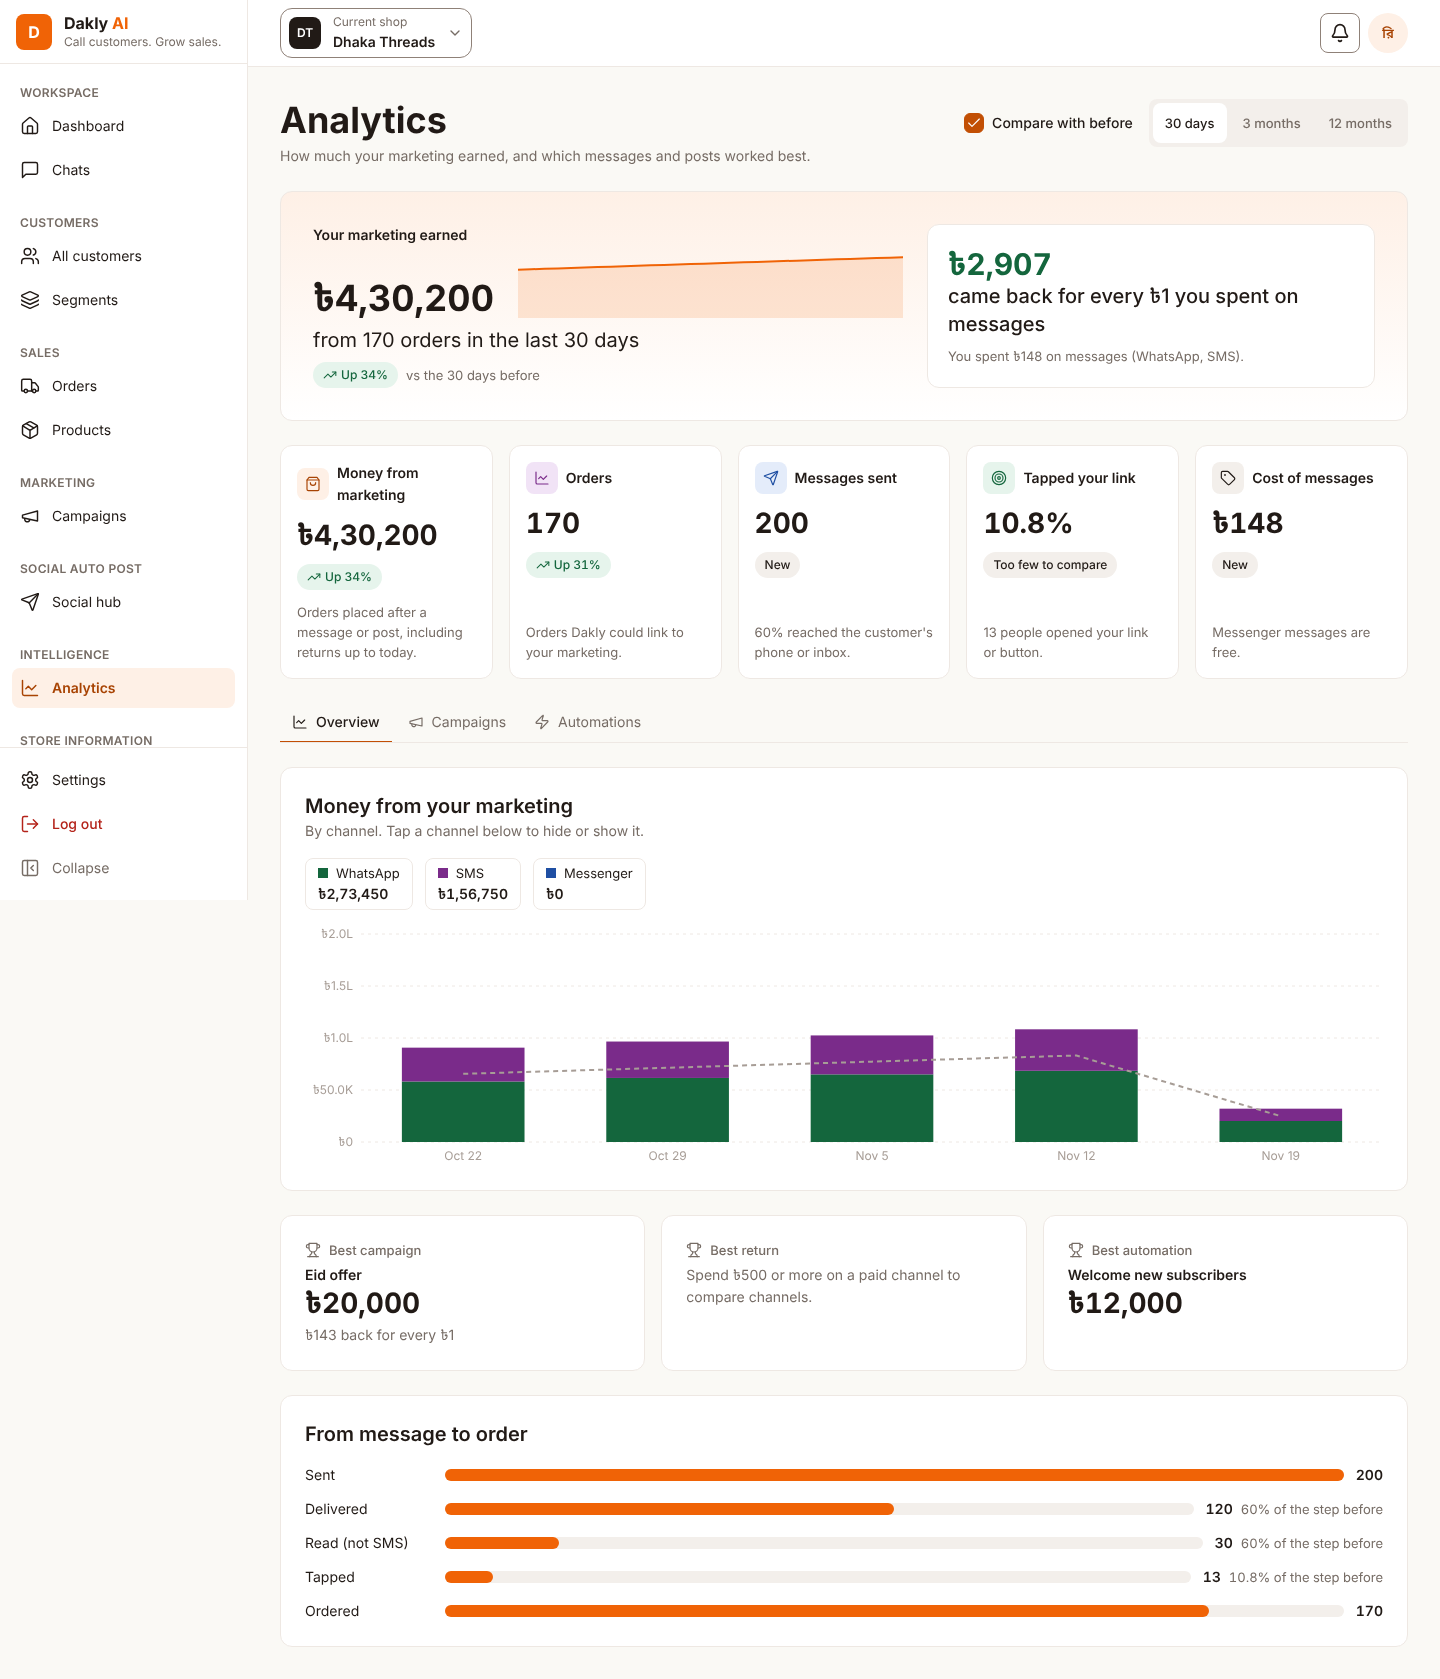 D
Dakly AI
Call customers. Grow sales.
WORKSPACE
Dashboard
Chats
CUSTOMERS
All customers
Segments
SALES
Orders
Products
MARKETING
Campaigns
SOCIAL AUTO POST
Social hub
INTELLIGENCE
Analytics
STORE INFORMATION
Settings
Log out
Collapse
DT
Current shop
Dhaka Threads
রি
Analytics
How much your marketing earned, and which messages and posts worked best.
Compare with before
30 days
3 months
12 months
Your marketing earned
৳4,30,200
from 170 orders in the last 30 days
Up 34%
vs the 30 days before
৳2,907
came back for every ৳1 you spent on
messages
You spent ৳148 on messages (WhatsApp, SMS).
Money from
marketing
৳4,30,200
Up 34%
Orders placed after a
message or post, including
returns up to today.
Orders
170
Up 31%
Orders Dakly could link to
your marketing.
Messages sent
200
New
60% reached the customer's
phone or inbox.
Tapped your link
10.8%
Too few to compare
13 people opened your link
or button.
Cost of messages
৳148
New
Messenger messages are
free.
Overview
Campaigns
Automations
Money from your marketing
By channel. Tap a channel below to hide or show it.
WhatsApp
৳2,73,450
SMS
৳1,56,750
Messenger
৳0
৳2.0L
৳1.5L
৳1.0L
৳50.0K
৳0
Oct 22
Oct 29
Nov 5
Nov 12
Nov 19
Best campaign
Eid offer
৳20,000
৳143 back for every ৳1
Best return
Spend ৳500 or more on a paid channel to
compare channels.
Best automation
Welcome new subscribers
৳12,000
From message to order
Sent
200
Delivered
120 60% of the step before
Read (not SMS)
30 60% of the step before
Tapped
13 10.8% of the step before
Ordered
170